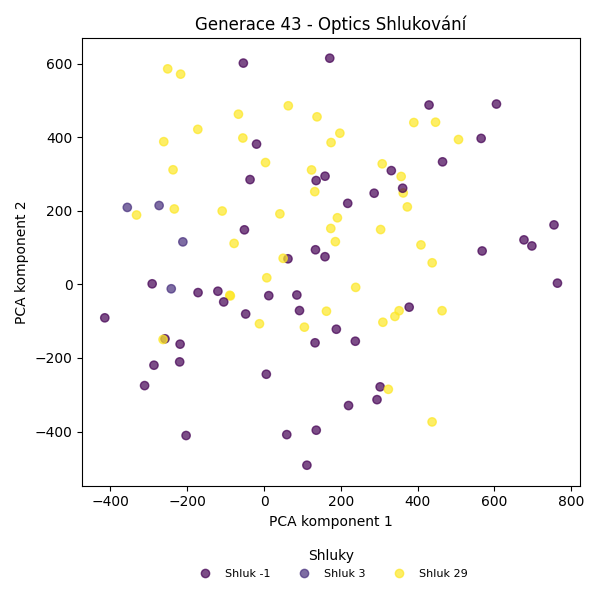 Generace 43 - Optics Shlukování
600
400
200
0
−200
−400
PCA komponent 2
−400 −200 0 200 400 600 800
PCA komponent 1
Shluky
Shluk -1 Shluk 3 Shluk 29